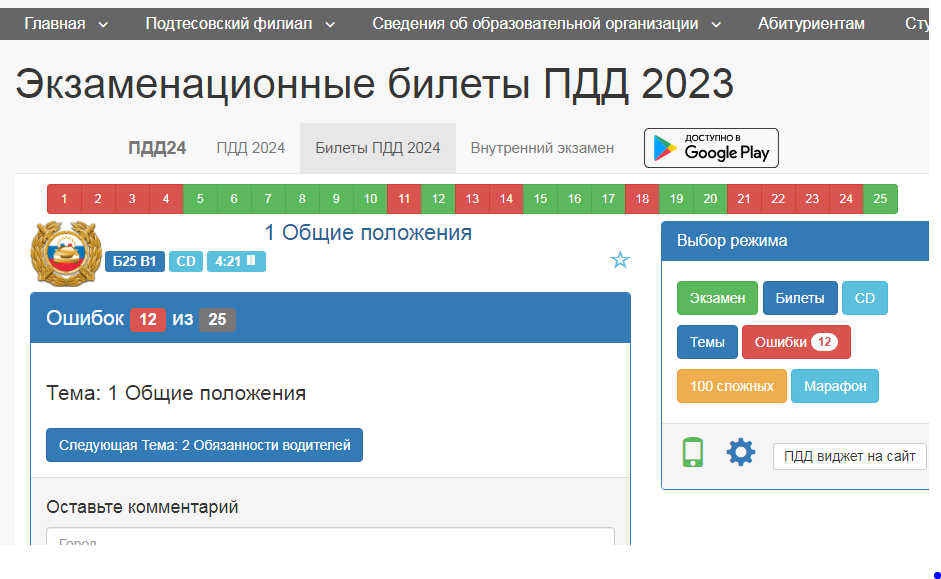 Главная Подтесовский филиал Сведения об образовательной организации Абитуриентам Сту
Экзаменационные билеты ПДД 2023
ПДД24 ПДД 2024 Билеты ПДД 2024 Внутренний экзамен ДОСТУПНО В Google Play
1 2 3 4 5 6 7 8 9 10 11 12 13 14 15 16 17 18 19 20 21 22 23 24 25
1 Общие положения
Б25 В1 CD 4:21
Ошибок 12 из 25
Тема: 1 Общие положения
Следующая Тема: 2 Обязанности водителей
Оставьте комментарий
Город
Выбор режима
Экзамен Билеты CD
Темы Ошибки 12
100 сложных Марафон
ПДД виджет на сайт